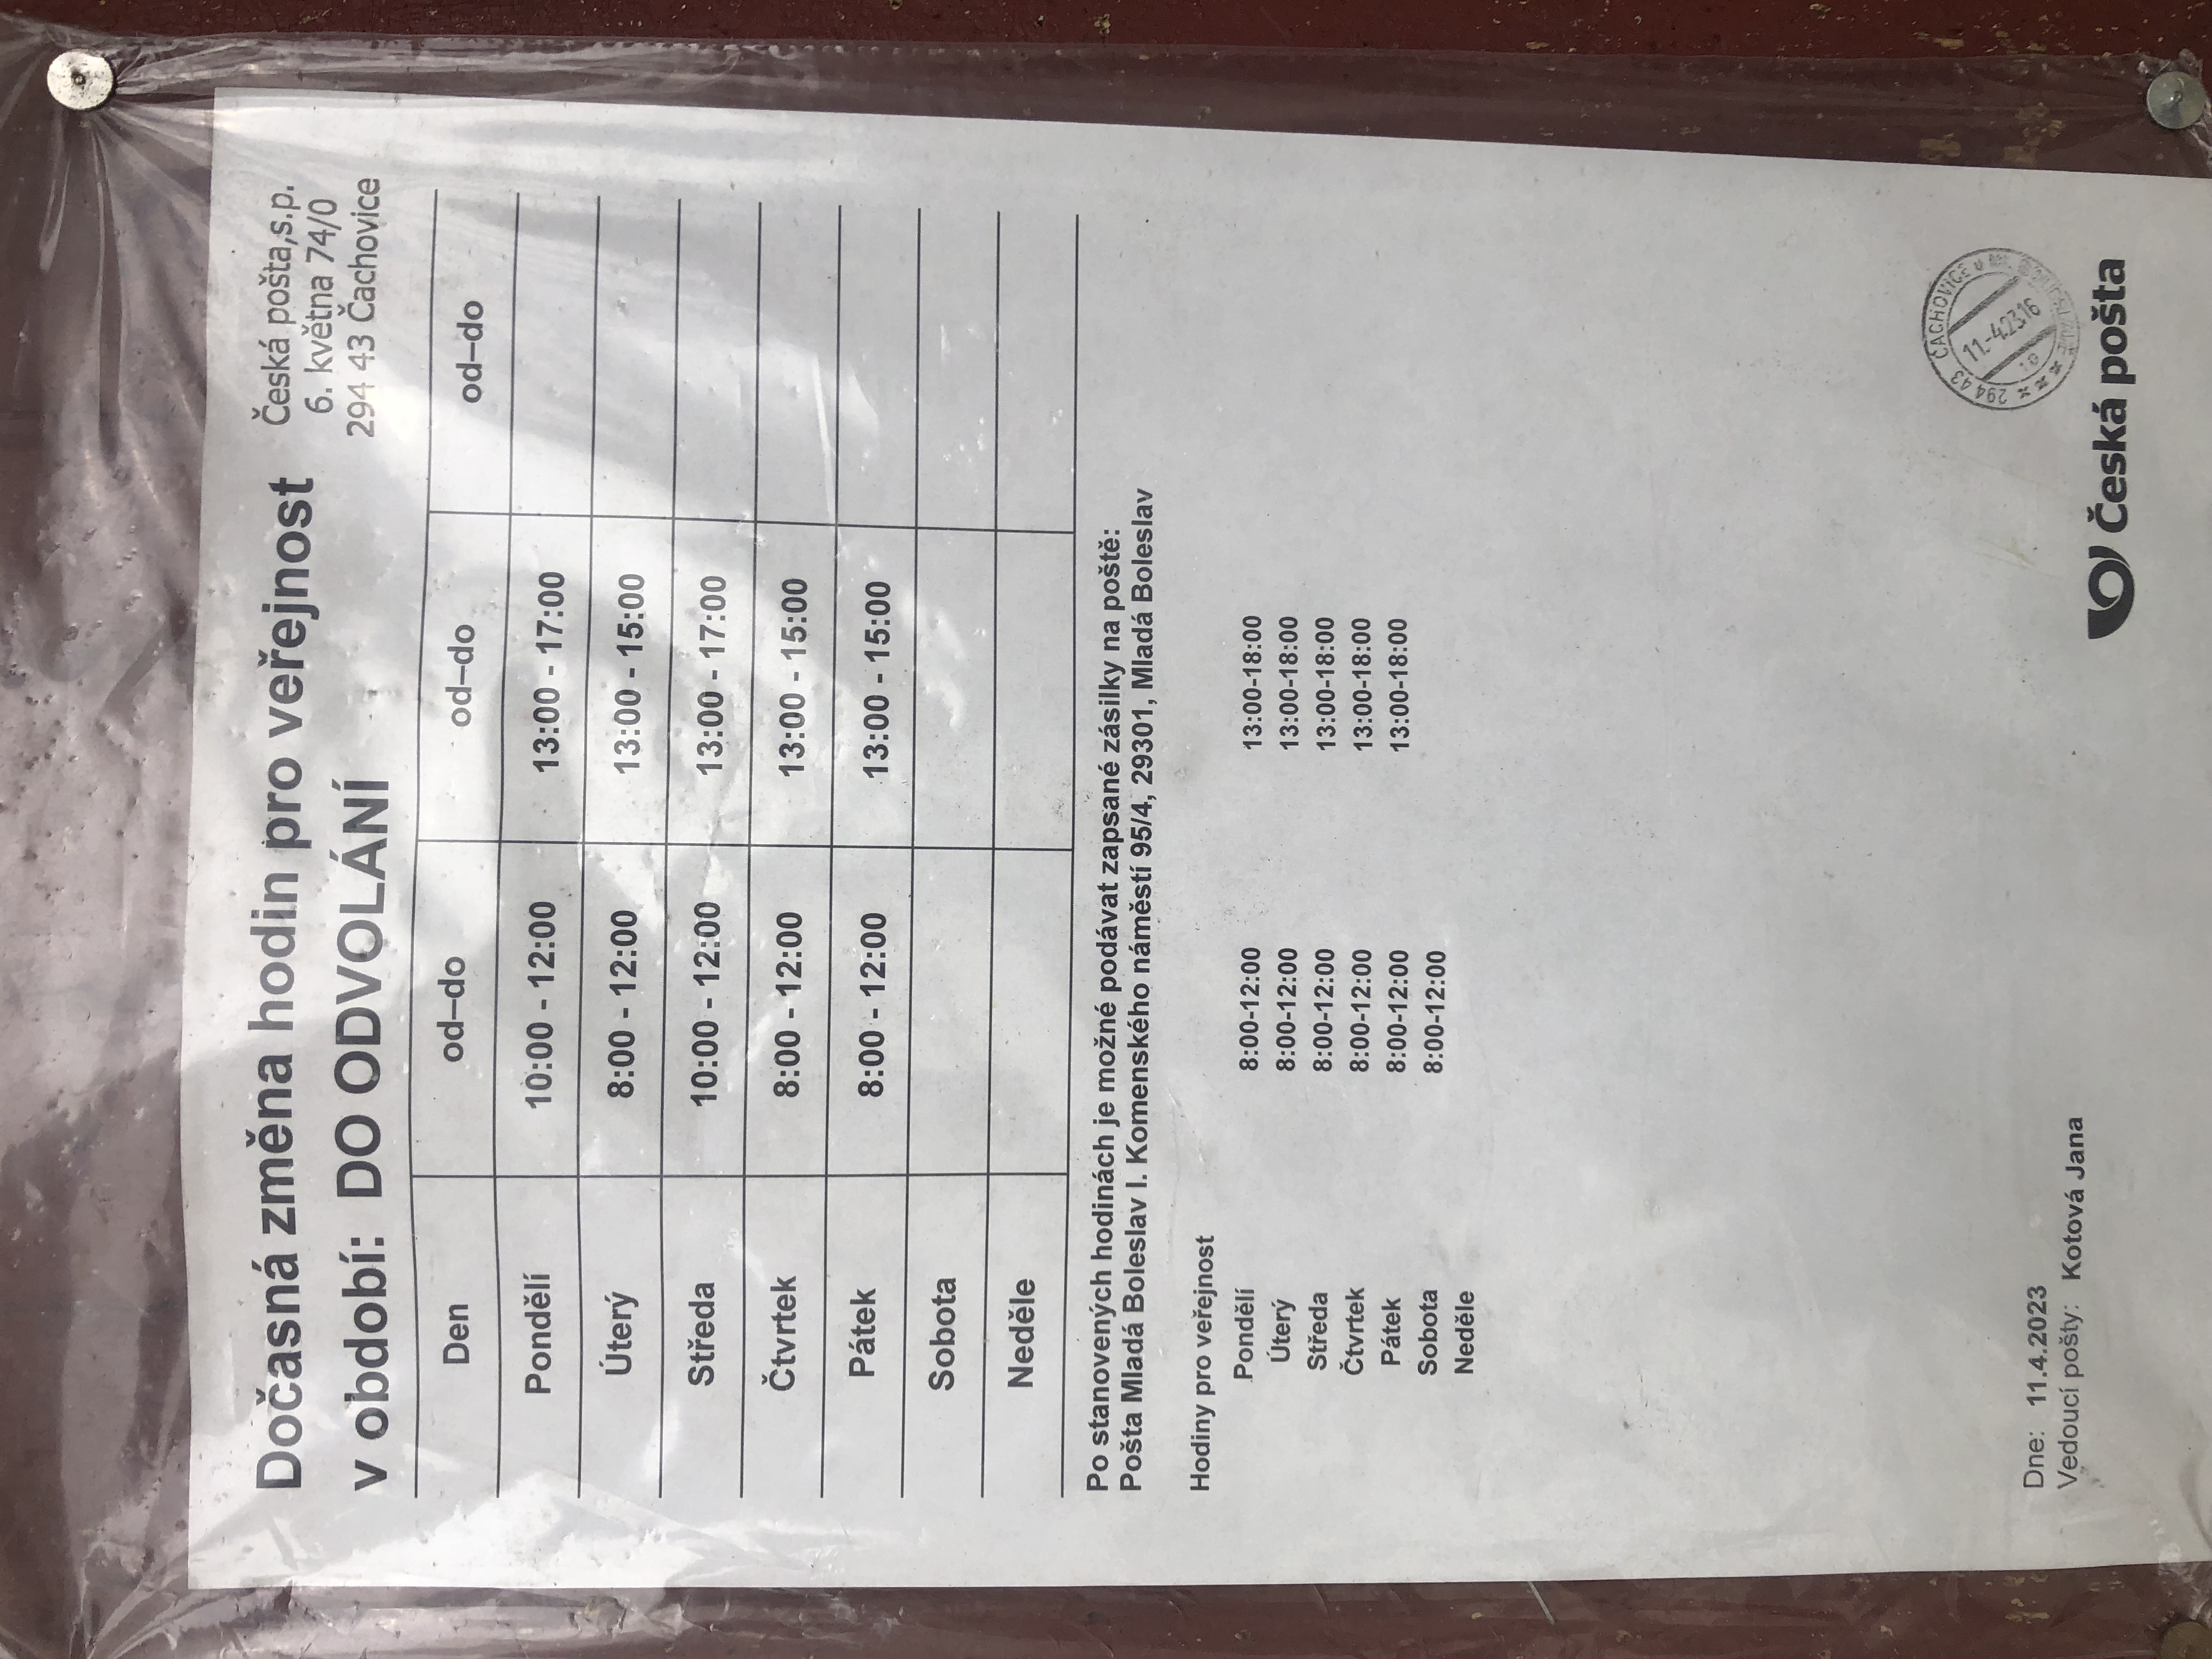 Dočasná změna hodin pro veřejnost
v období: DO ODVOLÁNÍ
Česká pošta,s.p.
6. května 74/0
294 43 Čachovice
Den od–do od–do od–do
Pondělí 10:00 - 12:00 13:00 - 17:00
Úterý 8:00 - 12:00 13:00 - 15:00
Středa 10:00 - 12:00 13:00 - 17:00
Čtvrtek 8:00 - 12:00 13:00 - 15:00
Pátek 8:00 - 12:00 13:00 - 15:00
Sobota
Neděle
Po stanovených hodinách je možné podávat zapsané zásilky na poště:
Pošta Mladá Boleslav I. Komenského náměstí 95/4, 29301, Mladá Boleslav
Hodiny pro veřejnost
Pondělí 8:00-12:00 13:00-18:00
Úterý 8:00-12:00 13:00-18:00
Středa 8:00-12:00 13:00-18:00
Čtvrtek 8:00-12:00 13:00-18:00
Pátek 8:00-12:00 13:00-18:00
Sobota 8:00-12:00
Neděle
Dne: 11.4.2023
Vedoucí pošty: Kotová Jana
294 43 ČACHOVICE
11.-4.23 16
Česká pošta